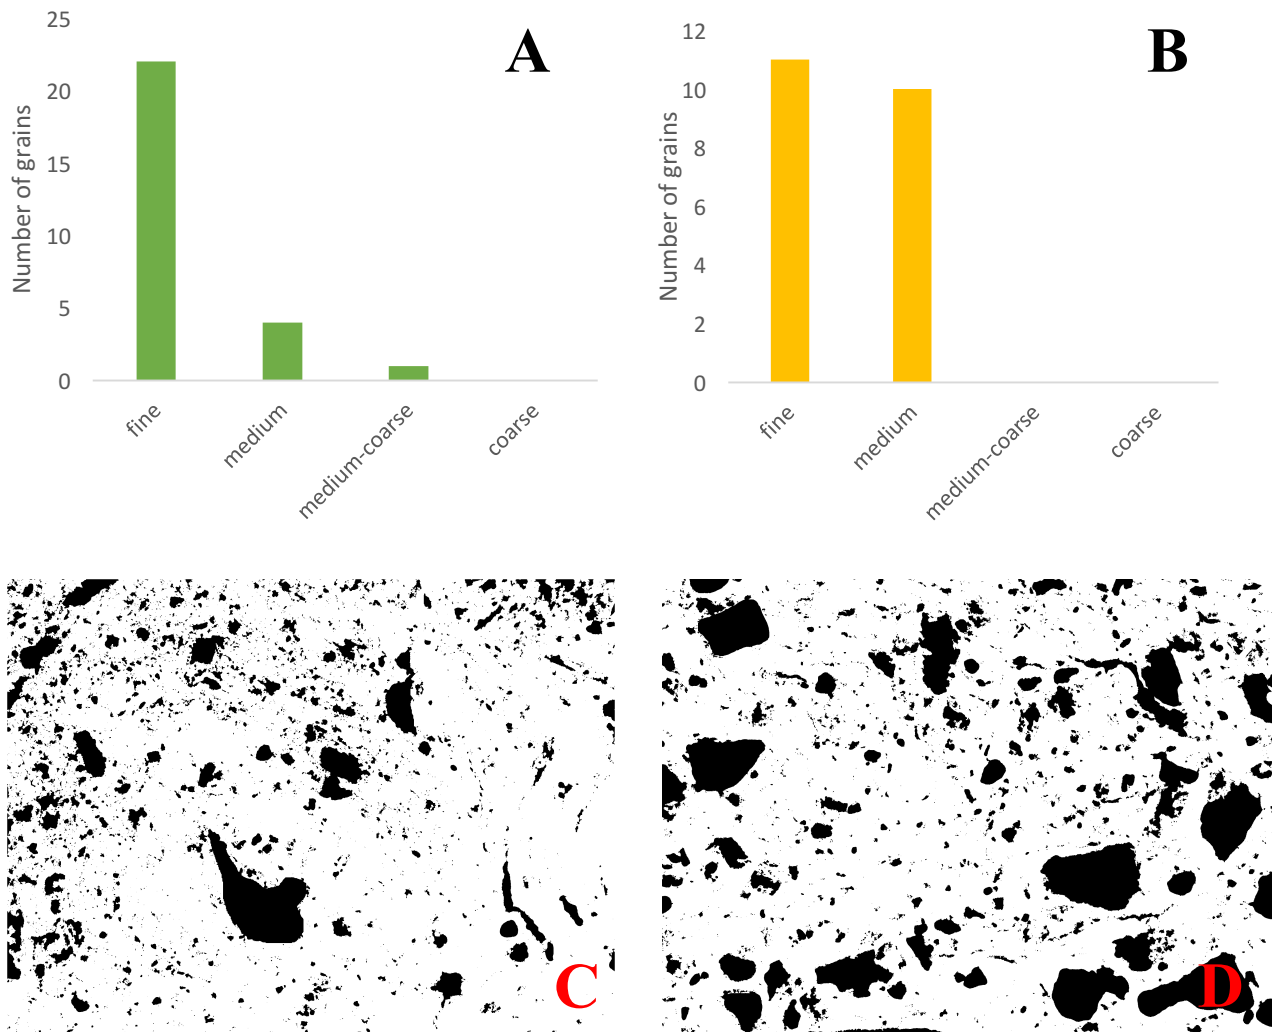 A
Number of grains
25
20
15
10
5
0
fine
medium
medium-coarse
coarse
B
Number of grains
12
10
8
6
4
2
0
fine
medium
medium-coarse
coarse
C
D